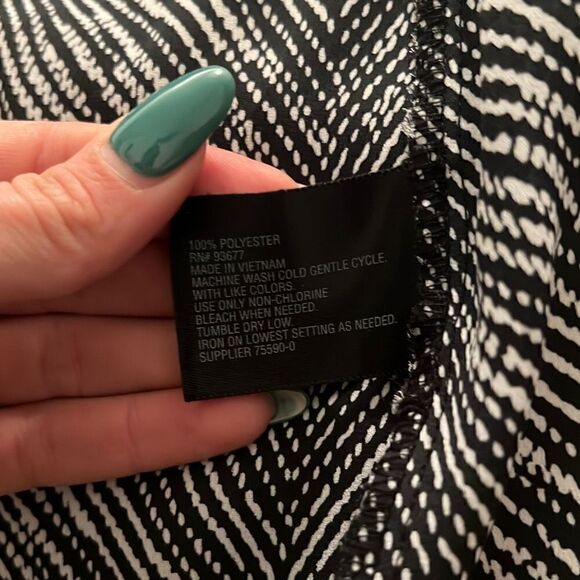 100% POLYESTER
RN# 93677
MADE IN VIETNAM
MACHINE WASH COLD GENTLE CYCLE.
WITH LIKE COLORS.
USE ONLY NON-CHLORINE
BLEACH WHEN NEEDED.
TUMBLE DRY LOW.
IRON ON LOWEST SETTING AS NEEDED.
SUPPLIER 75590-0